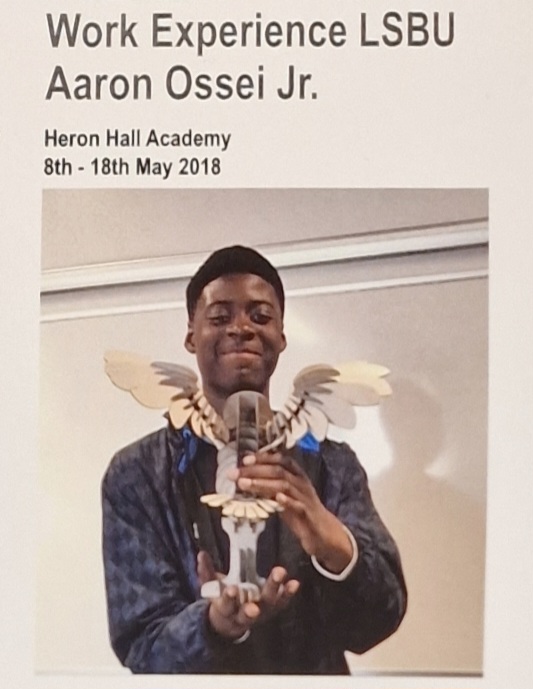 Work Experience LSBU
Aaron Ossei Jr.
Heron Hall Academy
8th - 18th May 2018